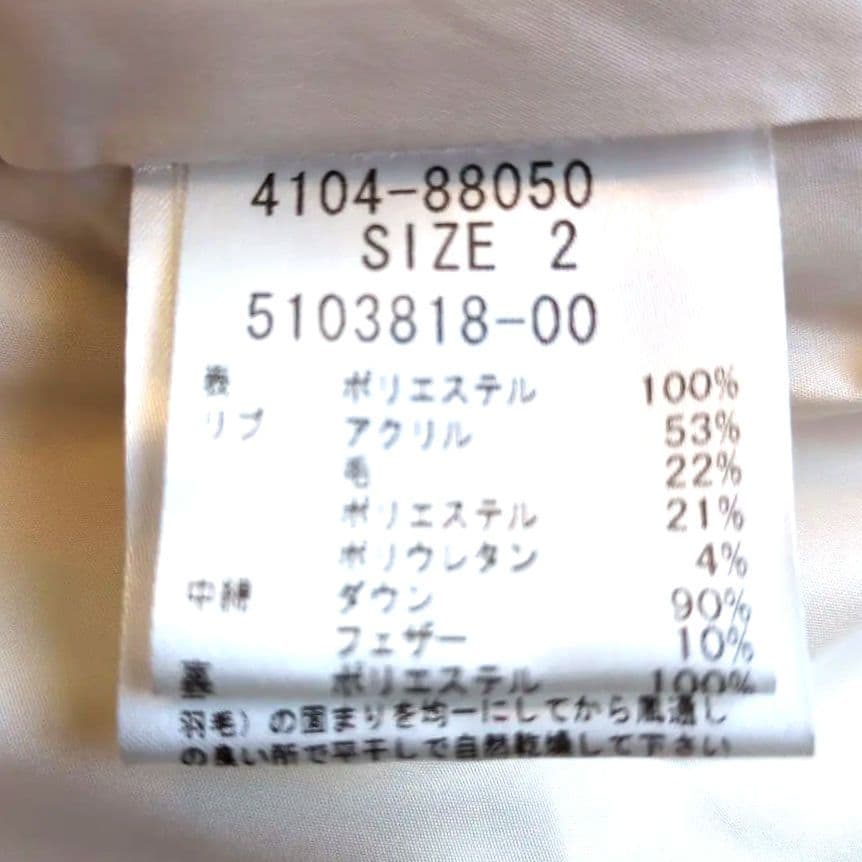 4104-88050
SIZE 2
5103818-00
表 ポリエステル 100%
リブ アクリル 53%
毛 22%
ポリエステル 21%
ポリウレタン 4%
中綿 ダウン 90%
フェザー 10%
裏 ポリエステル 100%
羽毛)の固まりを均一にしてから風通し
の良い所で平干しで自然乾燥して下さい